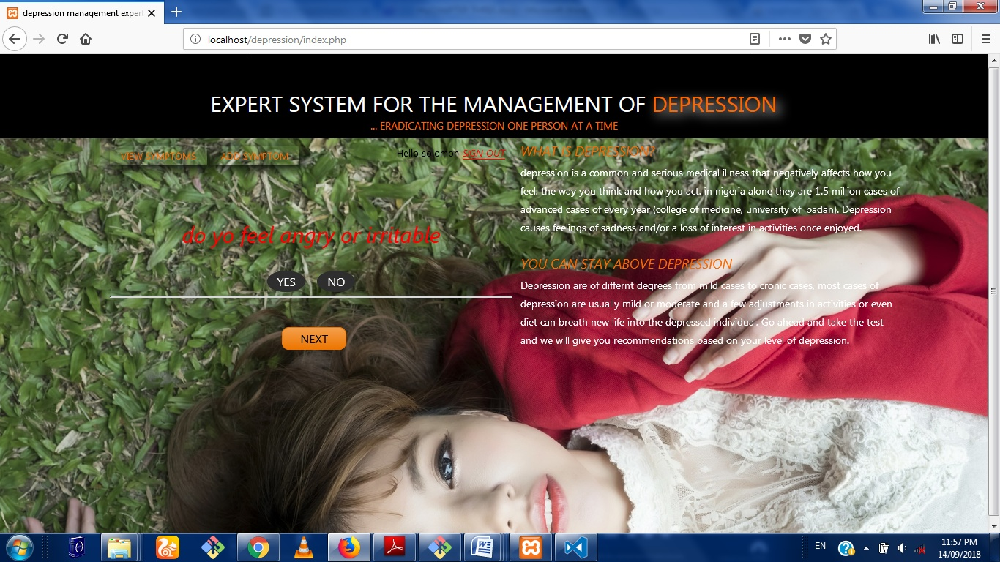 depression management exper
localhost/depression/index.php
EXPERT SYSTEM FOR THE MANAGEMENT OF DEPRESSION
... ERADICATING DEPRESSION ONE PERSON AT A TIME
VIEW SYMPTOMS ADD SYMPTOM
Hello solomon SIGN OUT
do yo feel angry or irritable
YES NO
NEXT
WHAT IS DEPRESSION?
depression is a common and serious medical illness that negatively affects how you
feel, the way you think and how you act. in nigeria alone they are 1.5 million cases of
advanced cases of every year (college of medicine, university of ibadan). Depression
causes feelings of sadness and/or a loss of interest in activities once enjoyed.
YOU CAN STAY ABOVE DEPRESSION
Depression are of differnt degrees from mild cases to cronic cases, most cases of
depression are usually mild or moderate and a few adjustments in activities or even
diet can breath new life into the depressed individual, Go ahead and take the test
and we will give you recommendations based on your level of depression.
EN
11:57 PM
14/09/2018